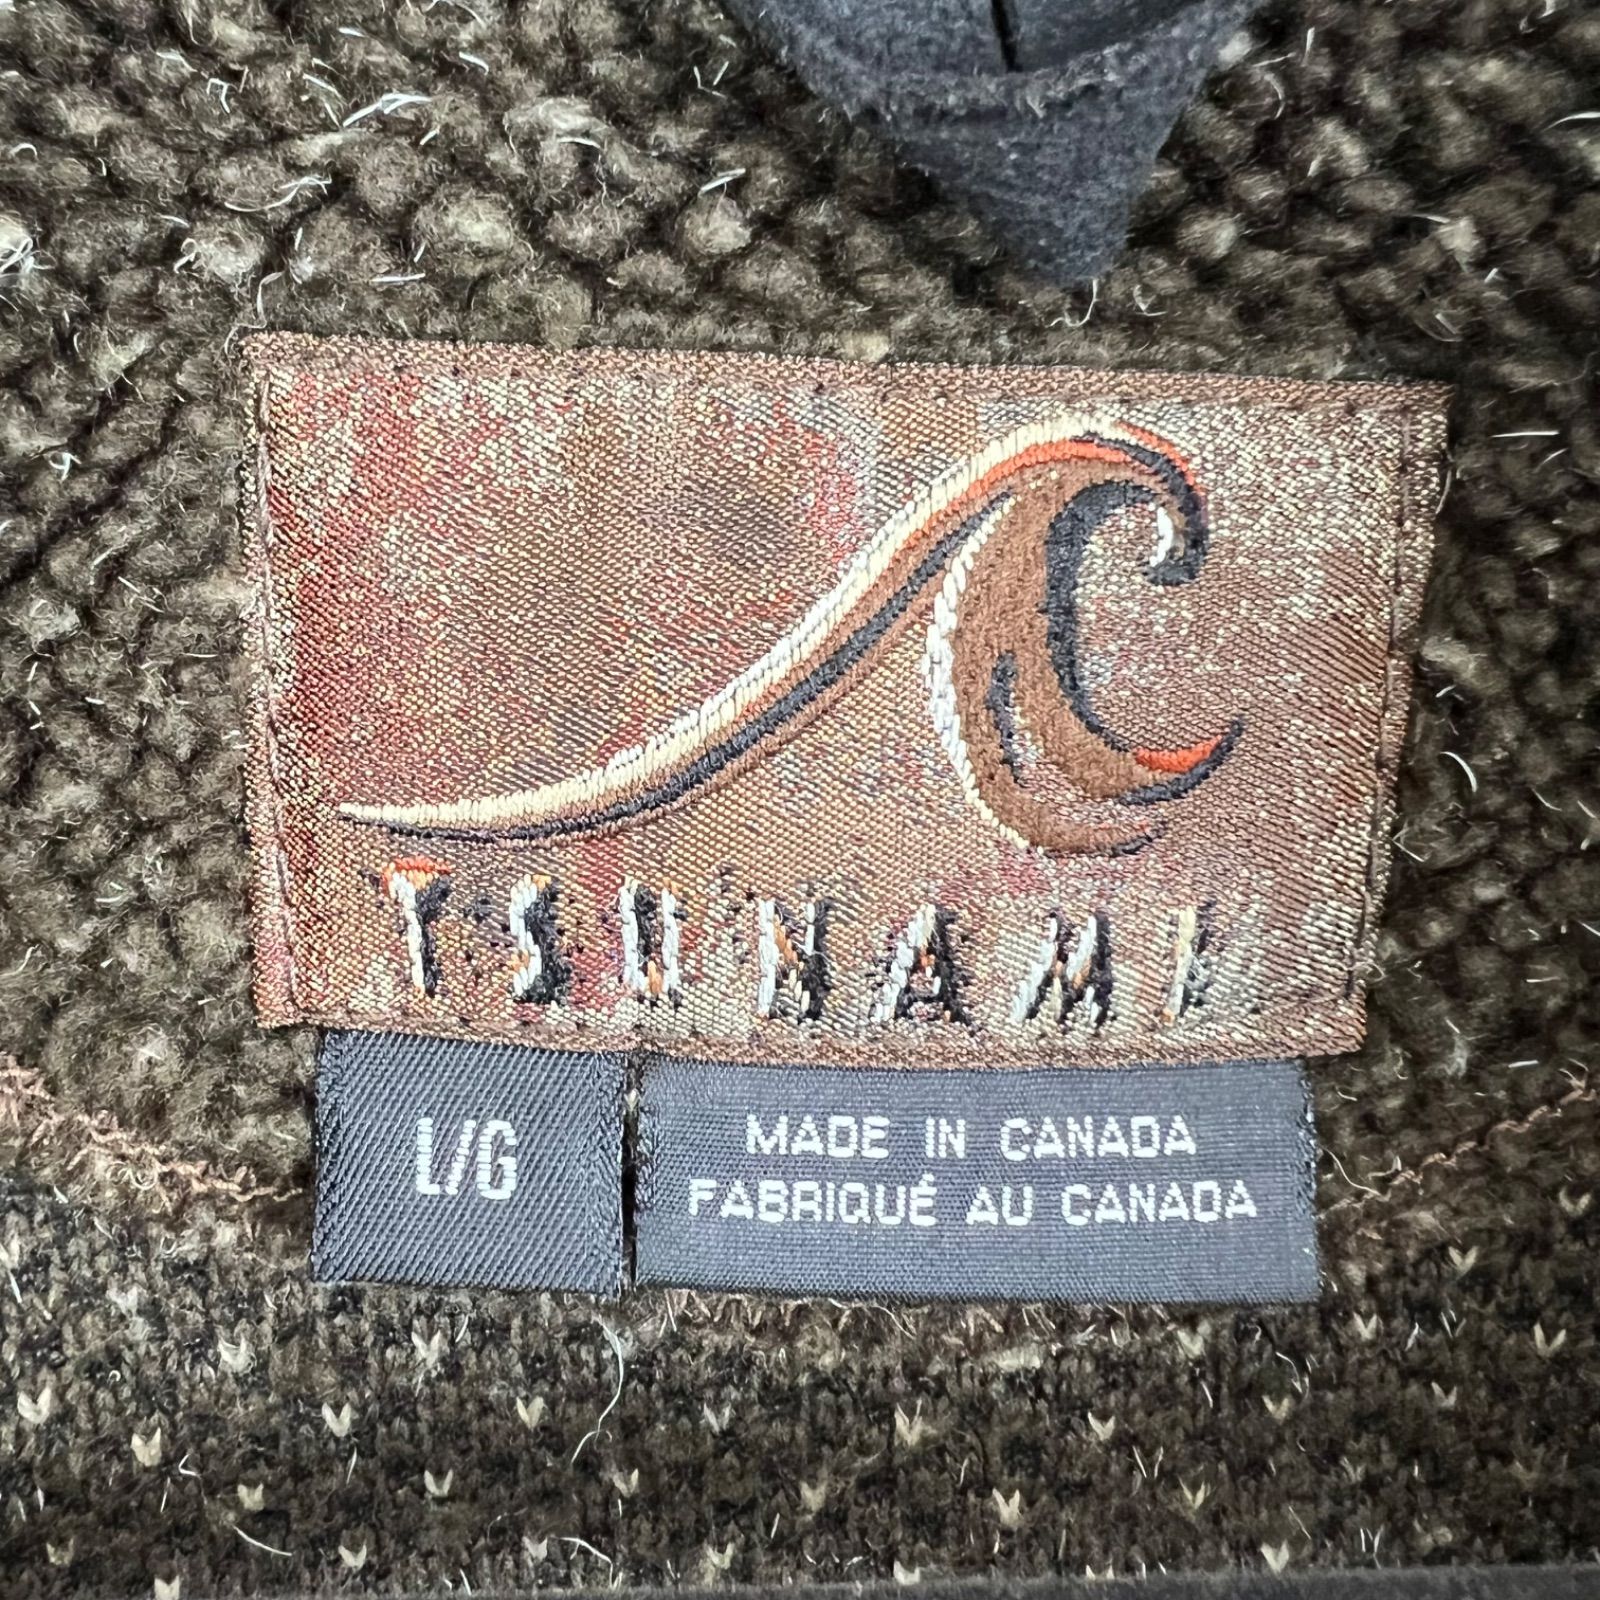 TSUNAMI
L/G
MADE IN CANADA
FABRIQUÉ AU CANADA